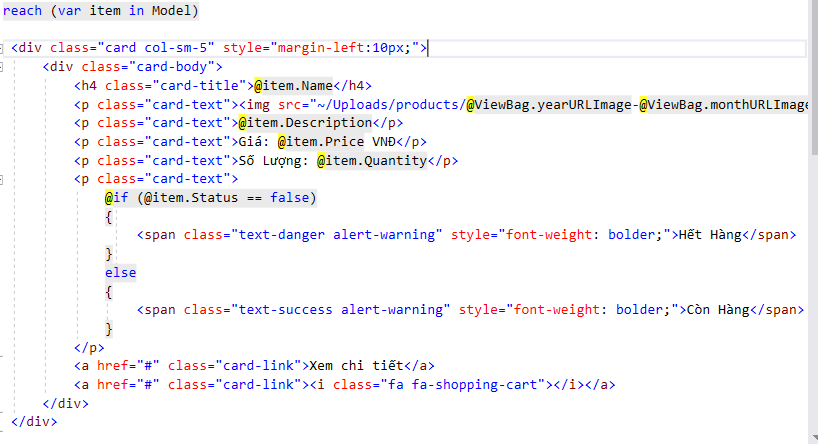 reach (var item in Model)
<div class="card col-sm-5" style="margin-left:10px;">
<div class="card-body">
<h4 class="card-title">@item.Name</h4>
<p class="card-text"><img src="~/Uploads/products/@ViewBag.yearURLImage-@ViewBag.monthURLImage
<p class="card-text">@item.Description</p>
<p class="card-text">Giá: @item.Price VNĐ</p>
<p class="card-text">Số Lượng: @item.Quantity</p>
<p class="card-text">
@if (@item.Status == false)
{
<span class="text-danger alert-warning" style="font-weight: bolder;">Hết Hàng</span>
}
else
{
<span class="text-success alert-warning" style="font-weight: bolder;">Còn Hàng</span>
}
</p>
<a href="#" class="card-link">Xem chi tiết</a>
<a href="#" class="card-link"><i class="fa fa-shopping-cart"></i></a>
</div>
</div>